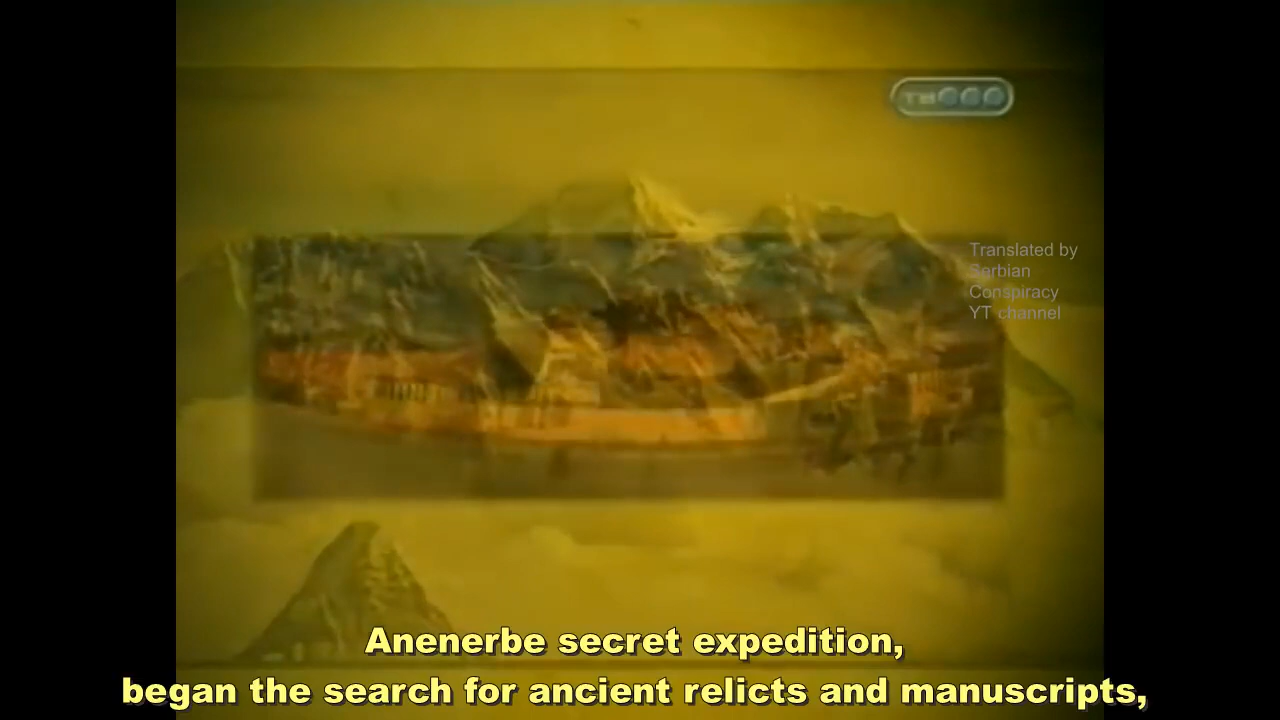 Translated by
Serbian
Conspiracy
YT channel
Anenerbe secret expedition,
began the search for ancient relicts and manuscripts,